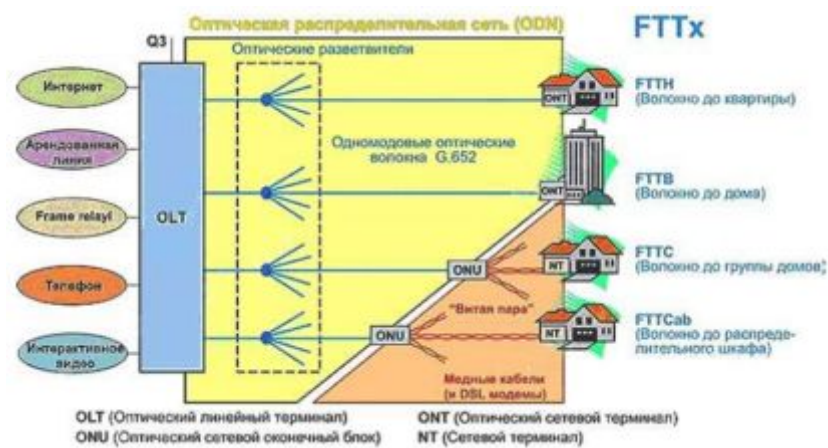 Оптическая распределительная сеть (ODN)
FTTx
Q3
Оптические разветвители
Интернет
Арендованная
линия
Frame relayl
Телефон
Интерактивное
видео
OLT
Одномодовые оптические
волокна G.652
ONT
FTTH
(Волокно до квартиры)
ONT
FTTB
(Волокно до дома)
ONU
NT
FTTC
(Волокно до группы домов)
"Витая пара"
ONU
NT
FTTCab
(Волокно до распреде-
лительного шкафа)
Медные кабели
(и DSL модемы)
OLT (Оптический линейный терминал)
ONT (Оптический сетевой терминал)
ONU (Оптический сетевой оконечный блок)
NT (Сетевой терминал)